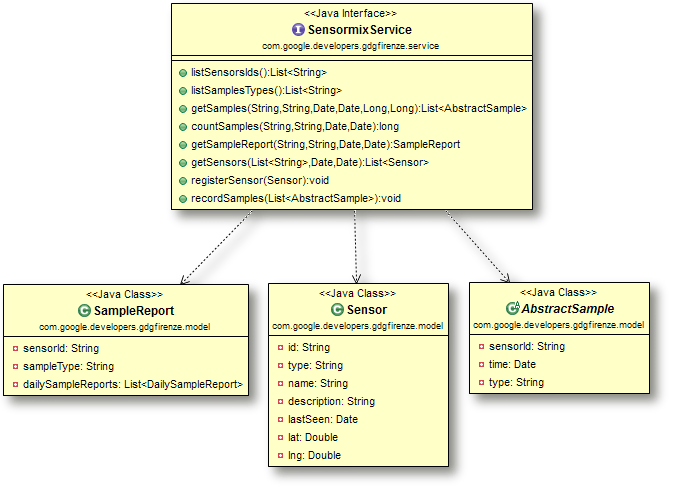 <<Java Interface>>
I SensormixService
com.google.developers.gdgfirenze.service
listSensorsIds():List<String>
listSamplesTypes():List<String>
getSamples(String,String,Date,Date,Long,Long):List<AbstractSample>
countSamples(String,String,Date,Date):long
getSampleReport(String,String,Date,Date):SampleReport
getSensors(List<String>,Date,Date):List<Sensor>
registerSensor(Sensor):void
recordSamples(List<AbstractSample>):void
<<Java Class>>
C SampleReport
com.google.developers.gdgfirenze.model
sensorId: String
sampleType: String
dailySampleReports: List<DailySampleReport>
<<Java Class>>
C Sensor
com.google.developers.gdgfirenze.model
id: String
type: String
name: String
description: String
lastSeen: Date
lat: Double
lng: Double
<<Java Class>>
C A AbstractSample
com.google.developers.gdgfirenze.model
sensorId: String
time: Date
type: String